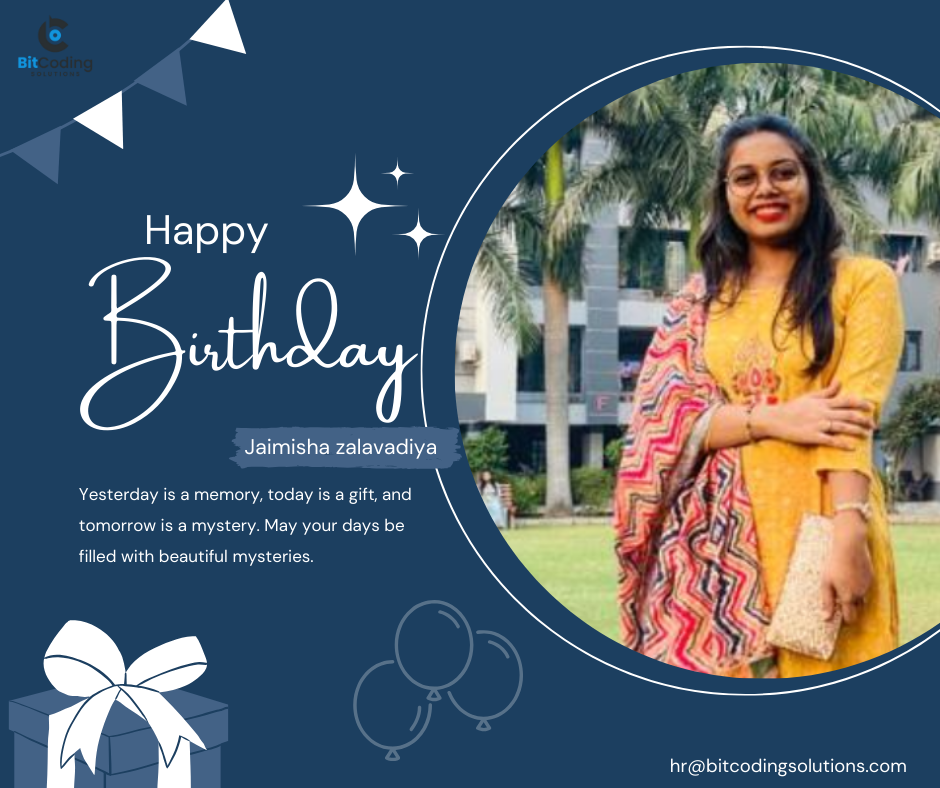 BitCoding
SOLUTIONS
Happy
Birthday
Jaimisha zalavadiya
Yesterday is a memory, today is a gift, and
tomorrow is a mystery. May your days be
filled with beautiful mysteries.
hr@bitcodingsolutions.com